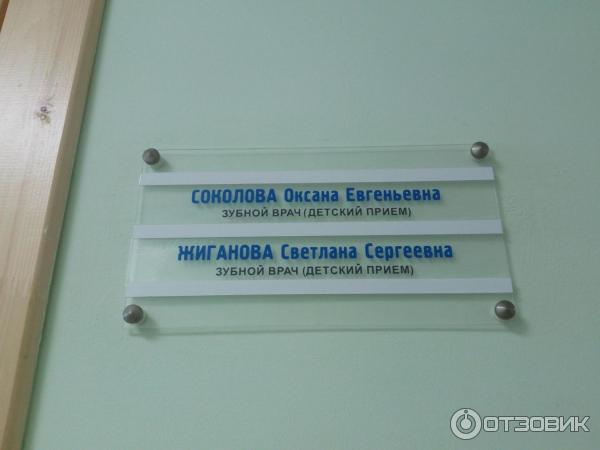 СОКОЛОВА Оксана Евгеньевна
ЗУБНОЙ ВРАЧ (ДЕТСКИЙ ПРИЕМ)
ЖИГАНОВА Светлана Сергеевна
ЗУБНОЙ ВРАЧ (ДЕТСКИЙ ПРИЕМ)
ОТЗОВИК